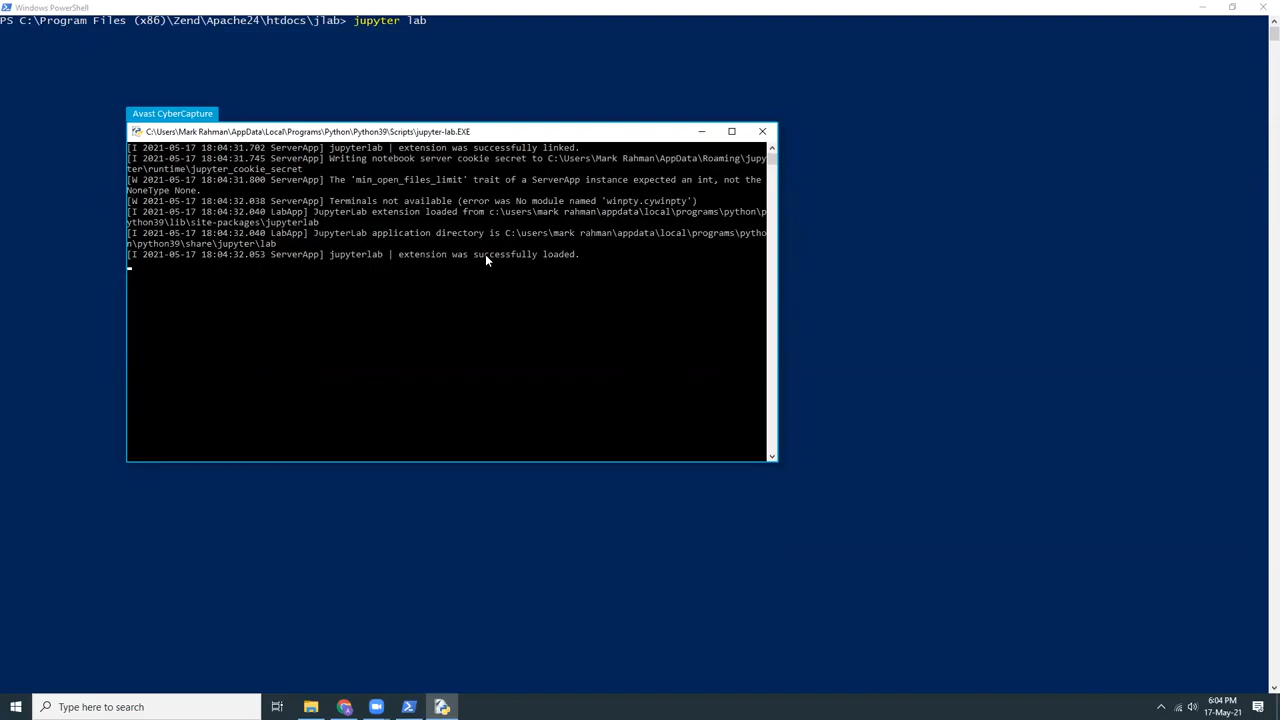 Windows PowerShell
PS C:\Program Files (x86)\Zend\Apache24\htdocs\jlab> jupyter lab
Avast CyberCapture
C:\Users\Mark Rahman\AppData\Local\Programs\Python\Python39\Scripts\jupyter-lab.EXE
[I 2021-05-17 18:04:31.702 ServerApp] jupyterlab | extension was successfully linked.
[I 2021-05-17 18:04:31.745 ServerApp] Writing notebook server cookie secret to C:\Users\Mark Rahman\AppData\Roaming\jupy
ter\runtime\jupyter_cookie_secret
[W 2021-05-17 18:04:31.800 ServerApp] The 'min_open_files_limit' trait of a ServerApp instance expected an int, not the
NoneType None.
[W 2021-05-17 18:04:32.038 ServerApp] Terminals not available (error was No module named 'winpty.cywinpty')
[I 2021-05-17 18:04:32.040 LabApp] JupyterLab extension loaded from c:\users\mark rahman\appdata\local\programs\python\p
ython39\lib\site-packages\jupyterlab
[I 2021-05-17 18:04:32.040 LabApp] JupyterLab application directory is C:\users\mark rahman\appdata\local\programs\pytho
n\python39\share\jupyter\lab
[I 2021-05-17 18:04:32.053 ServerApp] jupyterlab | extension was successfully loaded.
Type here to search
6:04 PM
17-May-21